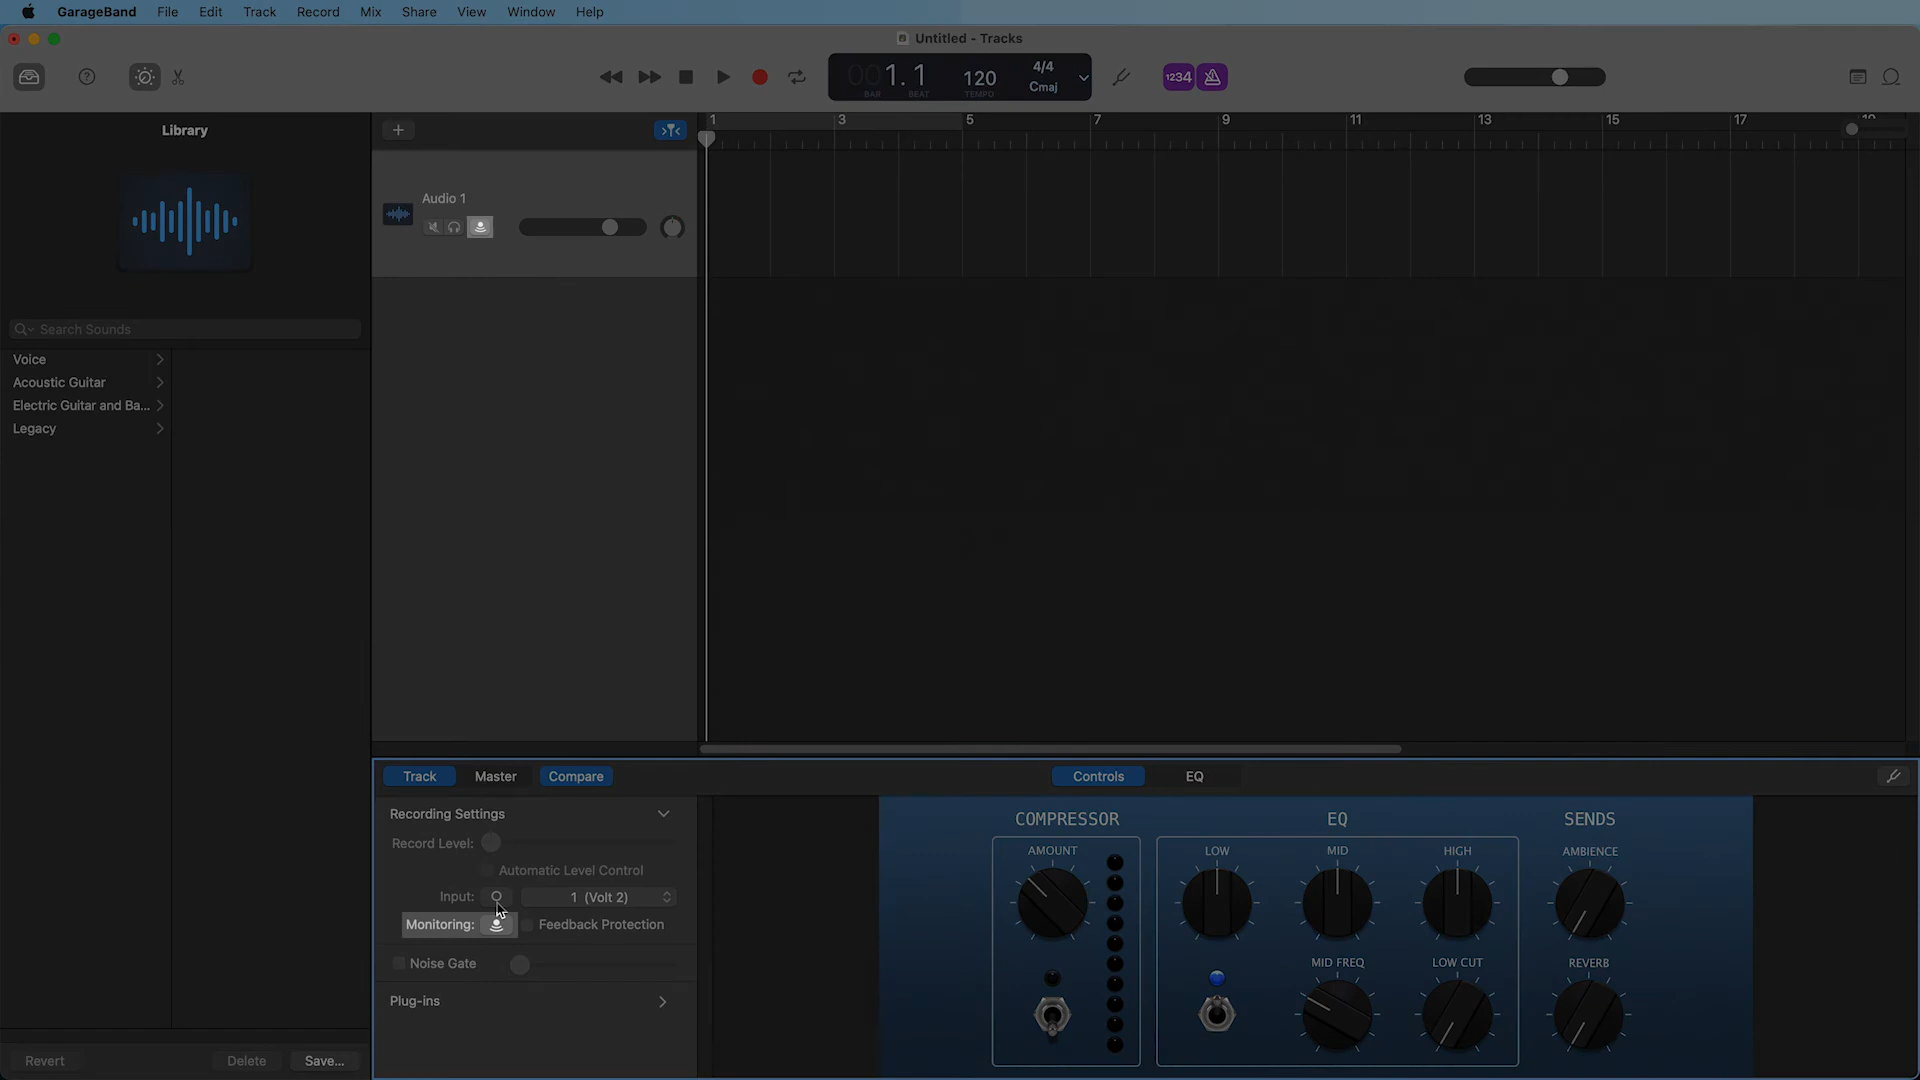 GarageBand File Edit Track Record Mix Share View Window Help
Untitled - Tracks
001.1 120 4/4
Cmaj
BAR BEAT TEMPO
1234
Library
1 3 5 7 9 11 13 15 17
Audio 1
Search Sounds
Voice
Acoustic Guitar
Electric Guitar and Ba...
Legacy
Track Master Compare Controls EQ
Recording Settings
Record Level:
Automatic Level Control
Input: 1 (Volt 2)
Monitoring: Feedback Protection
Noise Gate
Plug-ins
COMPRESSOR EQ SENDS
AMOUNT LOW MID HIGH AMBIENCE
MID FREQ LOW CUT REVERB
Revert Delete Save...